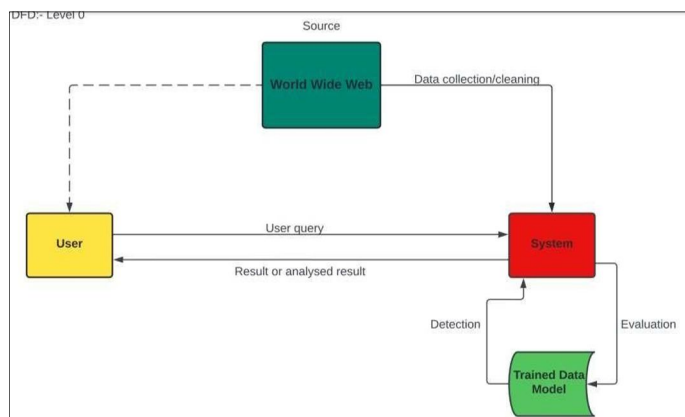 DFD:- Level 0
Source
World Wide Web
Data collection/cleaning
User query
User
System
Result or analysed result
Detection
Evaluation
Trained Data
Model